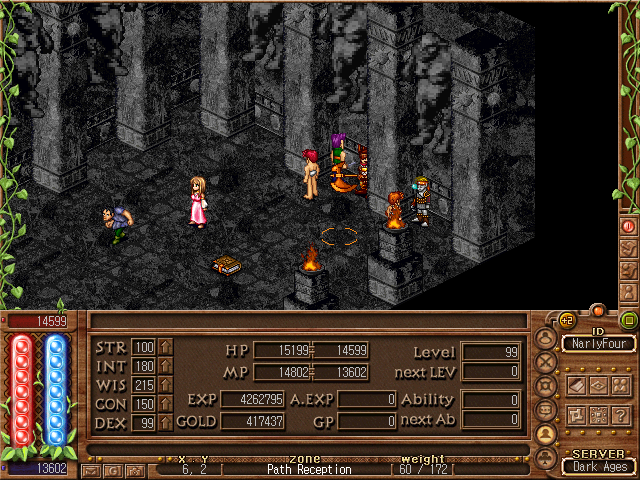 14599
STR 100
INT 180
WIS 215
CON 150
DEX 99
HP 15199 14599
MP 14802 13602
EXP 4262795 A.EXP 0
GOLD 417437 GP 0
Level 99
next LEV 0
Ability 0
next Ab 0
+2
ID
NarlyFour
?
SERVER
Dark Ages
13602
G
x , Y zone weight
6, 2 Path Reception 60 / 172